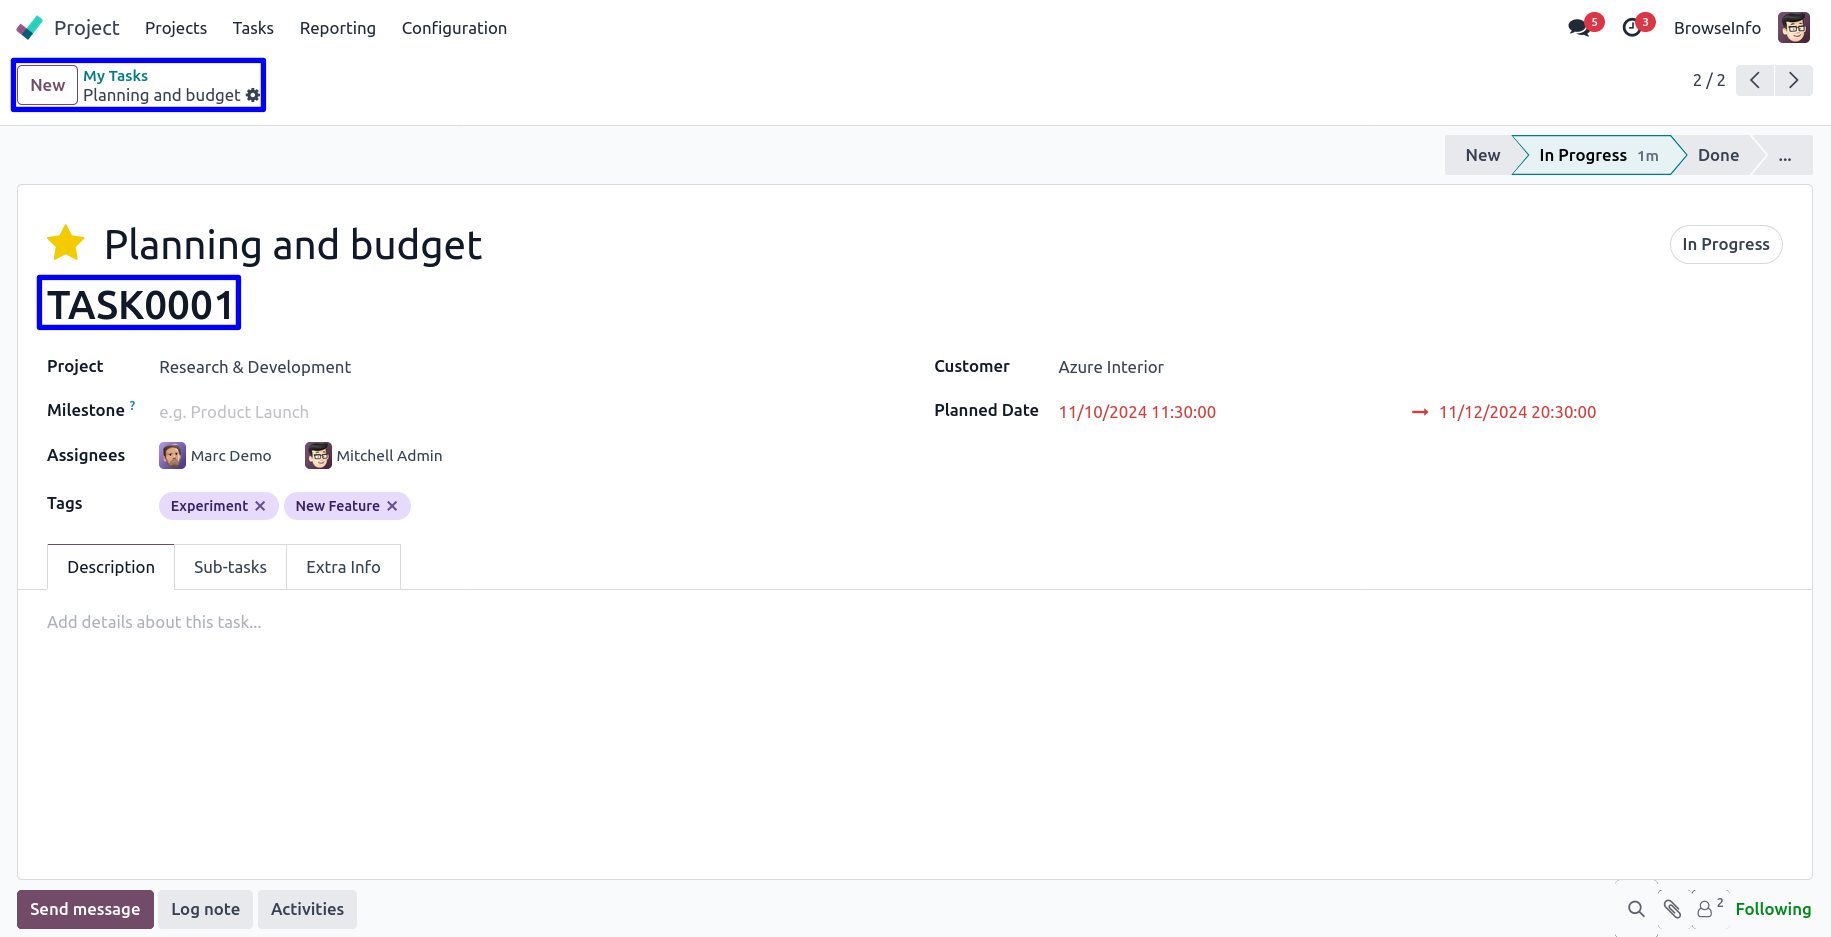 Project Projects Tasks Reporting Configuration 5 3 BrowseInfo
New My Tasks
Planning and budget
2 / 2
New In Progress 1m Done ...
Planning and budget
In Progress
TASK0001
Project Research & Development
Customer Azure Interior
Milestone ? e.g. Product Launch
Planned Date 11/10/2024 11:30:00 → 11/12/2024 20:30:00
Assignees Marc Demo Mitchell Admin
Tags Experiment × New Feature ×
Description Sub-tasks Extra Info
Add details about this task...
Send message Log note Activities 2 Following